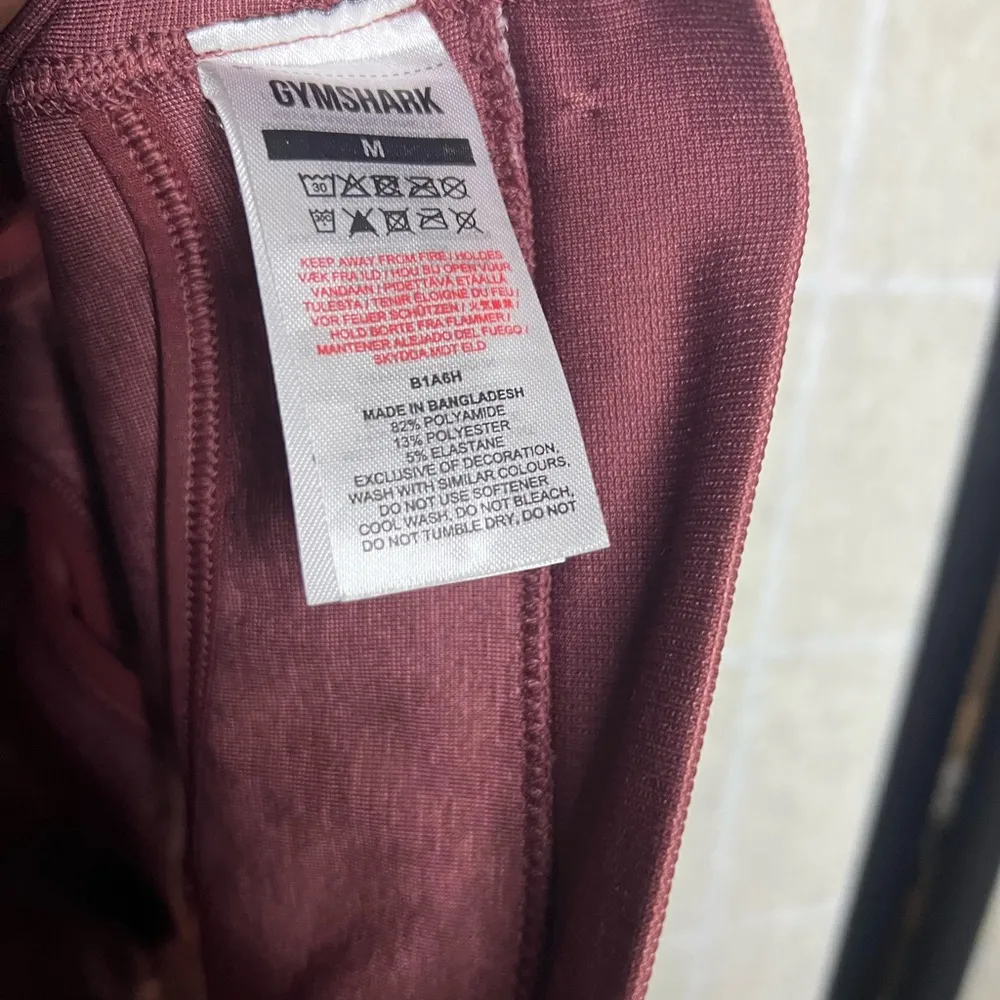 GYMSHARK
M
30
KEEP AWAY FROM FIRE / HOLDES
VÆK FRA ILD / HOU BIJ OPEN VUUR
VANDAAN / PIDETTÄVÄ ETÄÄLLÄ
TULESTA / TENIR ÉLOIGNÉ DU FEU /
VOR FEUER SCHÜTZEN / 火気厳禁 /
HOLD BORTE FRA FLAMMER /
MANTENER ALEJADO DEL FUEGO /
SKYDDA MOT ELD
B1A6H
MADE IN BANGLADESH
82% POLYAMIDE
13% POLYESTER
5% ELASTANE
EXCLUSIVE OF DECORATION.
WASH WITH SIMILAR COLOURS.
DO NOT USE SOFTENER
COOL WASH, DO NOT BLEACH,
DO NOT TUMBLE DRY, DO NOT